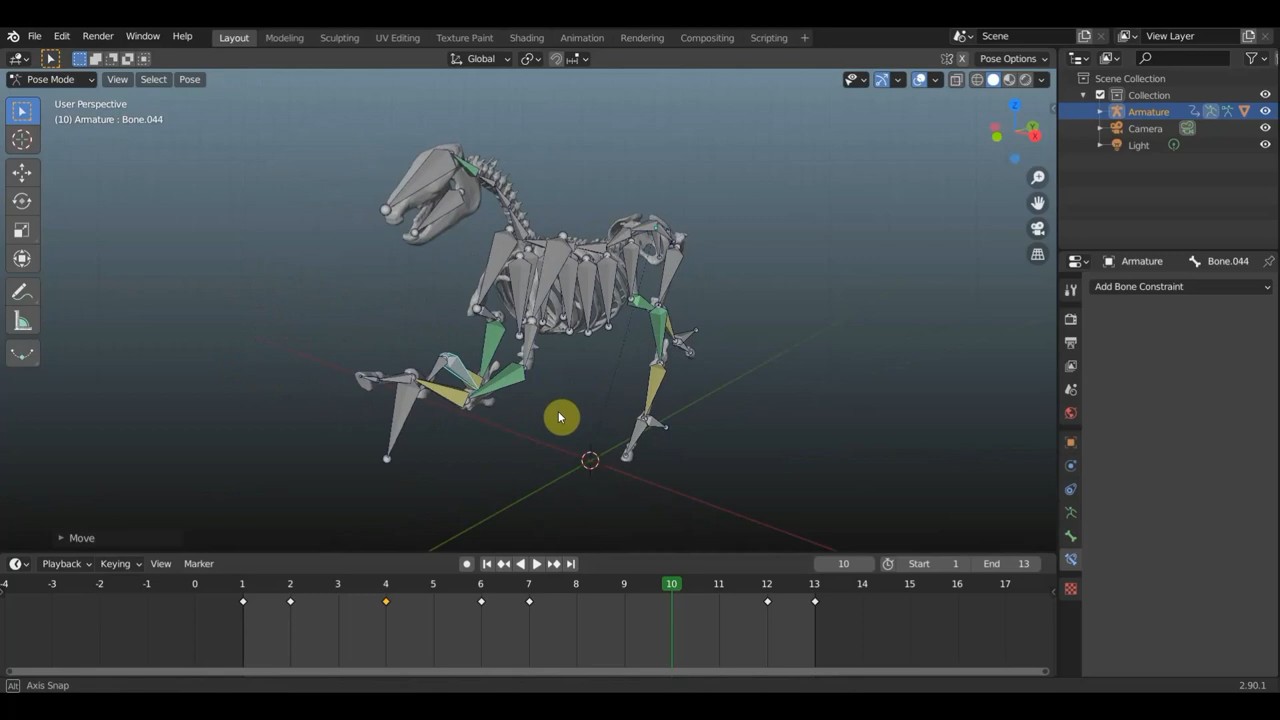 File Edit Render Window Help Layout Modeling Sculpting UV Editing Texture Paint Shading Animation Rendering Compositing Scripting + Scene View Layer
Global Pose Options
Pose Mode View Select Pose
User Perspective
(10) Armature : Bone.044
Scene Collection
Collection
Armature
Camera
Light
Z
Y
X
Armature Bone.044
Add Bone Constraint
Move
Playback Keying View Marker 10 Start 1 End 13
-4 -3 -2 -1 0 1 2 3 4 5 6 7 8 9 10 11 12 13 14 15 16 17
Alt Axis Snap 2.90.1